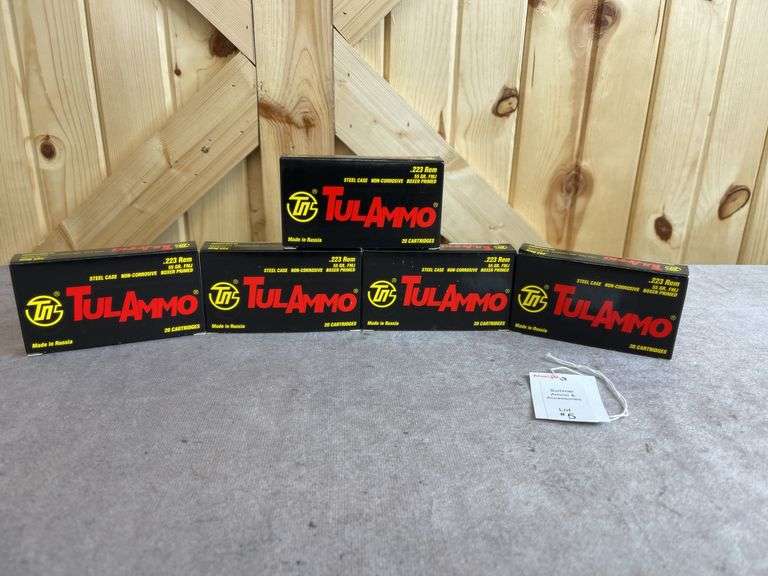 .223 Rem
55 GR. FMJ
STEEL CASE NON-CORROSIVE BOXER PRIMED
TULAMMO®
Made in Russia
20 CARTRIDGES
.223 Rem
55 GR. FMJ
STEEL CASE NON-CORROSIVE BOXER PRIMED
TULAMMO®
Made in Russia
20 CARTRIDGES
.223 Rem
55 GR. FMJ
STEEL CASE NON-CORROSIVE BOXER PRIMED
TULAMMO®
Made in Russia
20 CARTRIDGES
.223 Rem
55 GR. FMJ
STEEL CASE NON-CORROSIVE BOXER PRIMED
TULAMMO®
Made in Russia
20 CARTRIDGES
.223 Rem
55 GR. FMJ
STEEL CASE NON-CORROSIVE BOXER PRIMED
TULAMMO®
Made in Russia
20 CARTRIDGES
Summer
Ammo &
Accessories
Lot